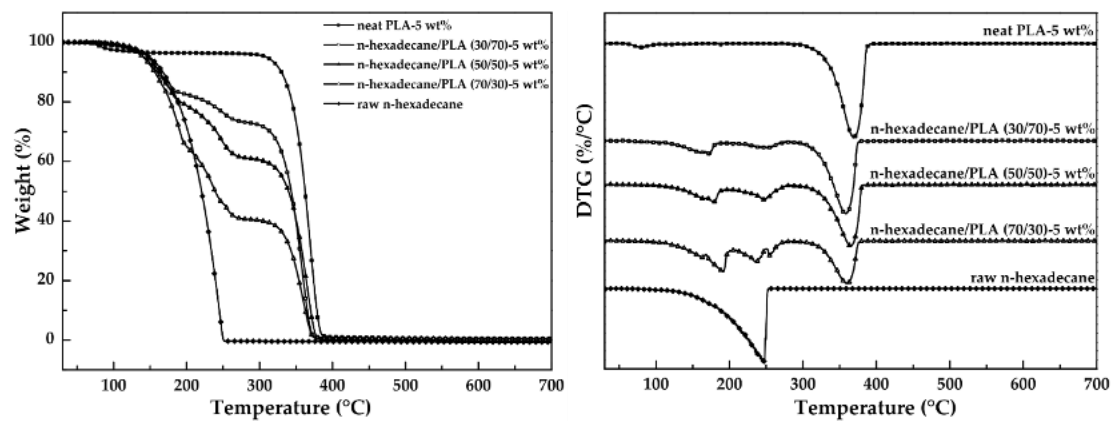 neat PLA-5 wt%
n-hexadecane/PLA (30/70)-5 wt%
n-hexadecane/PLA (50/50)-5 wt%
n-hexadecane/PLA (70/30)-5 wt%
raw n-hexadecane
100
80
60
40
20
0
Weight (%)
100 200 300 400 500 600 700
Temperature (°C)
neat PLA-5 wt%
n-hexadecane/PLA (30/70)-5 wt%
n-hexadecane/PLA (50/50)-5 wt%
n-hexadecane/PLA (70/30)-5 wt%
raw n-hexadecane
DTG (%/°C)
100 200 300 400 500 600 700
Temperature (°C)